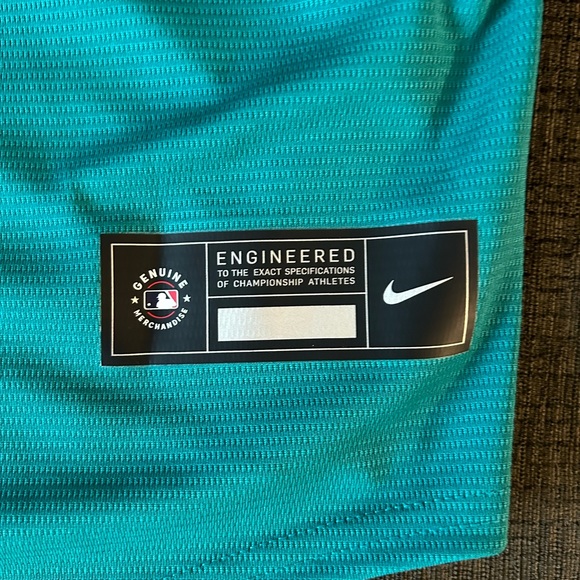 GENUINE
MERCHANDISE
ENGINEERED
TO THE EXACT SPECIFICATIONS
OF CHAMPIONSHIP ATHLETES